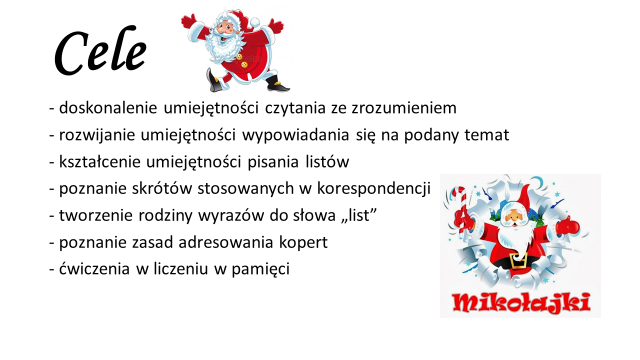 Cele
- doskonalenie umiejętności czytania ze zrozumieniem
- rozwijanie umiejętności wypowiadania się na podany temat
- kształcenie umiejętności pisania listów
- poznanie skrótów stosowanych w korespondencji
- tworzenie rodziny wyrazów do słowa „list”
- poznanie zasad adresowania kopert
- ćwiczenia w liczeniu w pamięci
Mikołajki